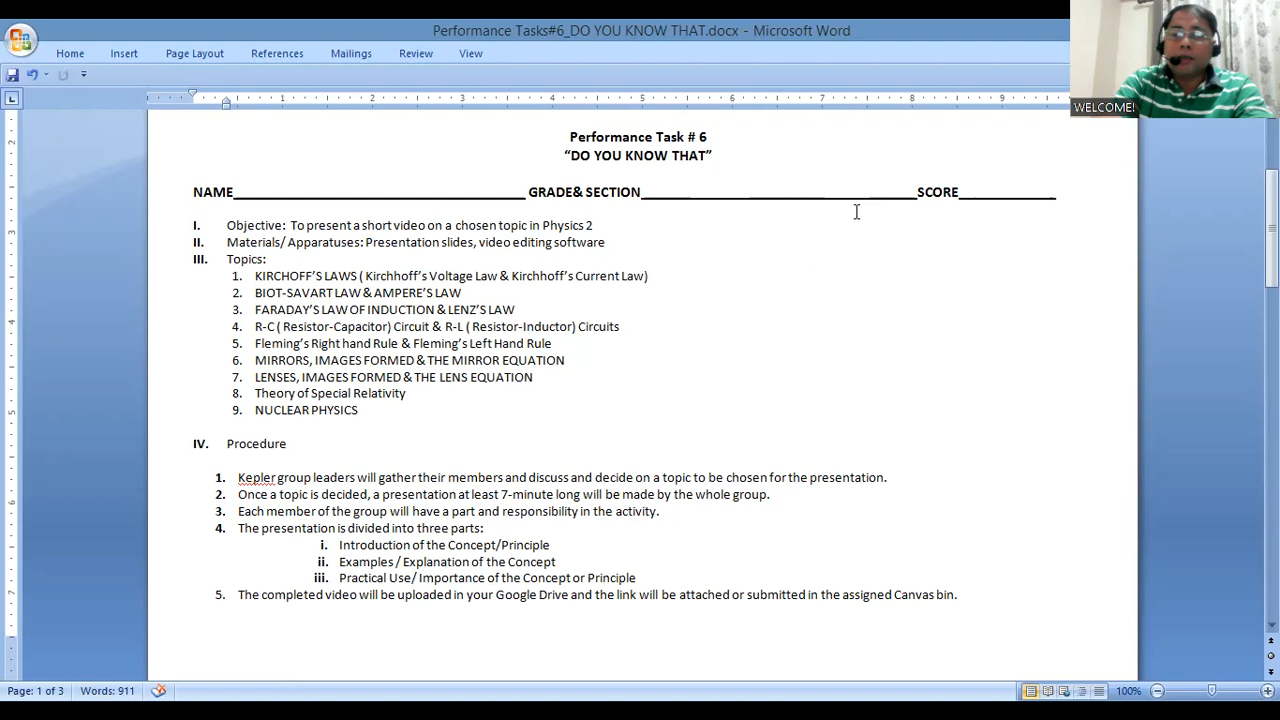 Performance Tasks#6_DO YOU KNOW THAT.docx - Microsoft Word
Home Insert Page Layout References Mailings Review View
WELCOME!
1 2 3 4 5 6 7 8 9
Performance Task # 6
“DO YOU KNOW THAT”
NAME____________________________________ GRADE& SECTION__________________________________SCORE____________
I. Objective: To present a short video on a chosen topic in Physics 2
II. Materials/ Apparatuses: Presentation slides, video editing software
III. Topics:
1. KIRCHOFF’S LAWS ( Kirchhoff’s Voltage Law & Kirchhoff’s Current Law)
2. BIOT-SAVART LAW & AMPERE’S LAW
3. FARADAY’S LAW OF INDUCTION & LENZ’S LAW
4. R-C ( Resistor-Capacitor) Circuit & R-L ( Resistor-Inductor) Circuits
5. Fleming’s Right hand Rule & Fleming’s Left Hand Rule
6. MIRRORS, IMAGES FORMED & THE MIRROR EQUATION
7. LENSES, IMAGES FORMED & THE LENS EQUATION
8. Theory of Special Relativity
9. NUCLEAR PHYSICS
IV. Procedure
1. Kepler group leaders will gather their members and discuss and decide on a topic to be chosen for the presentation.
2. Once a topic is decided, a presentation at least 7-minute long will be made by the whole group.
3. Each member of the group will have a part and responsibility in the activity.
4. The presentation is divided into three parts:
i. Introduction of the Concept/Principle
ii. Examples / Explanation of the Concept
iii. Practical Use/ Importance of the Concept or Principle
5. The completed video will be uploaded in your Google Drive and the link will be attached or submitted in the assigned Canvas bin.
Page: 1 of 3 Words: 911 100%